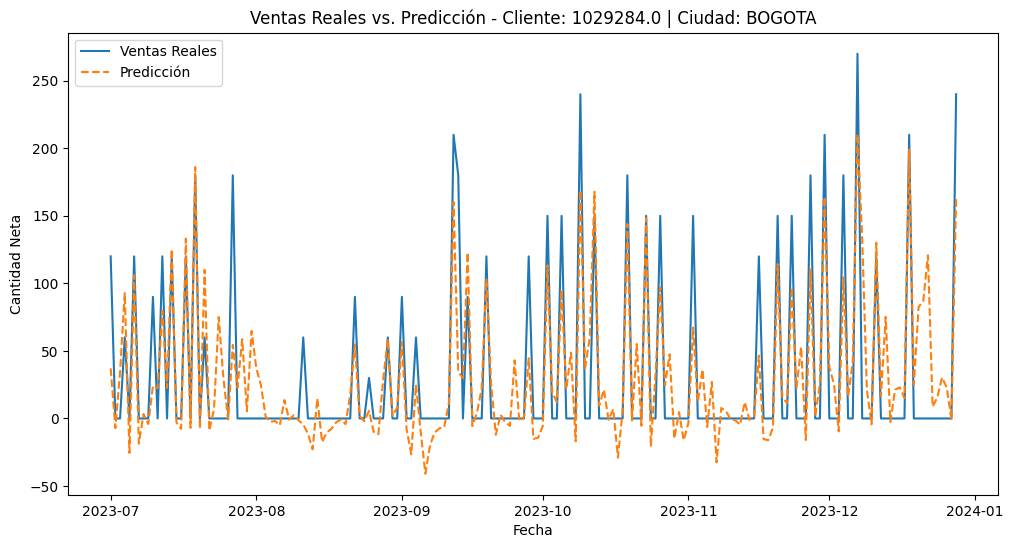 Ventas Reales vs. Predicción - Cliente: 1029284.0 | Ciudad: BOGOTA
Ventas Reales
Predicción
Cantidad Neta
250
200
150
100
50
0
−50
2023-07
2023-08
2023-09
2023-10
2023-11
2023-12
2024-01
Fecha